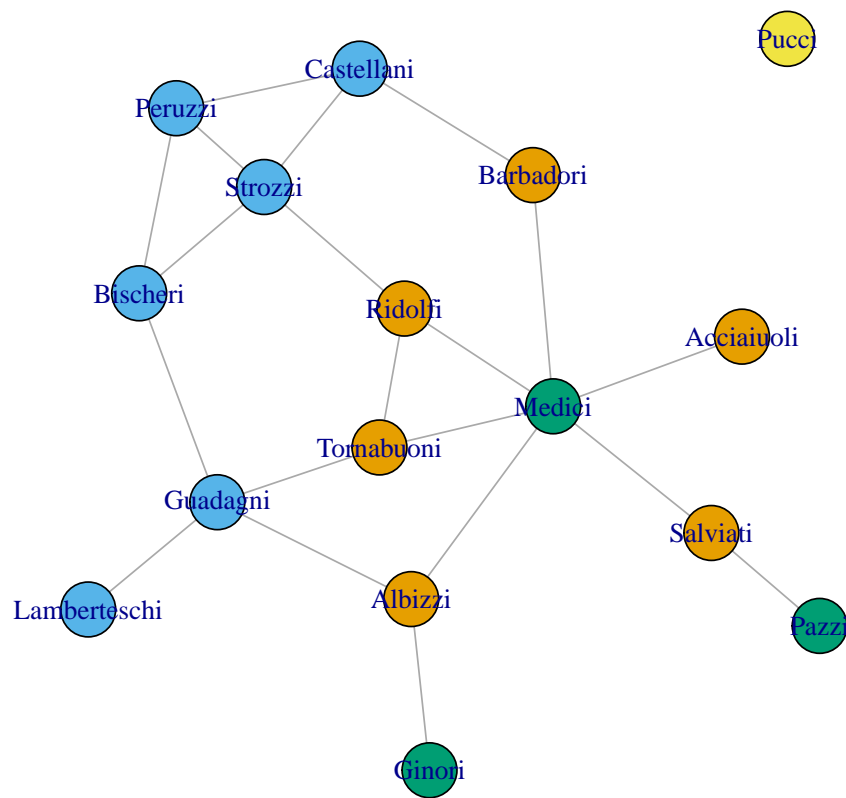 Pucci
Castellani
Peruzzi
Strozzi
Barbadori
Bischeri
Ridolfi
Acciaiuoli
Medici
Tornabuoni
Guadagni
Salviati
Albizzi
Lamberteschi
Pazzi
Ginori